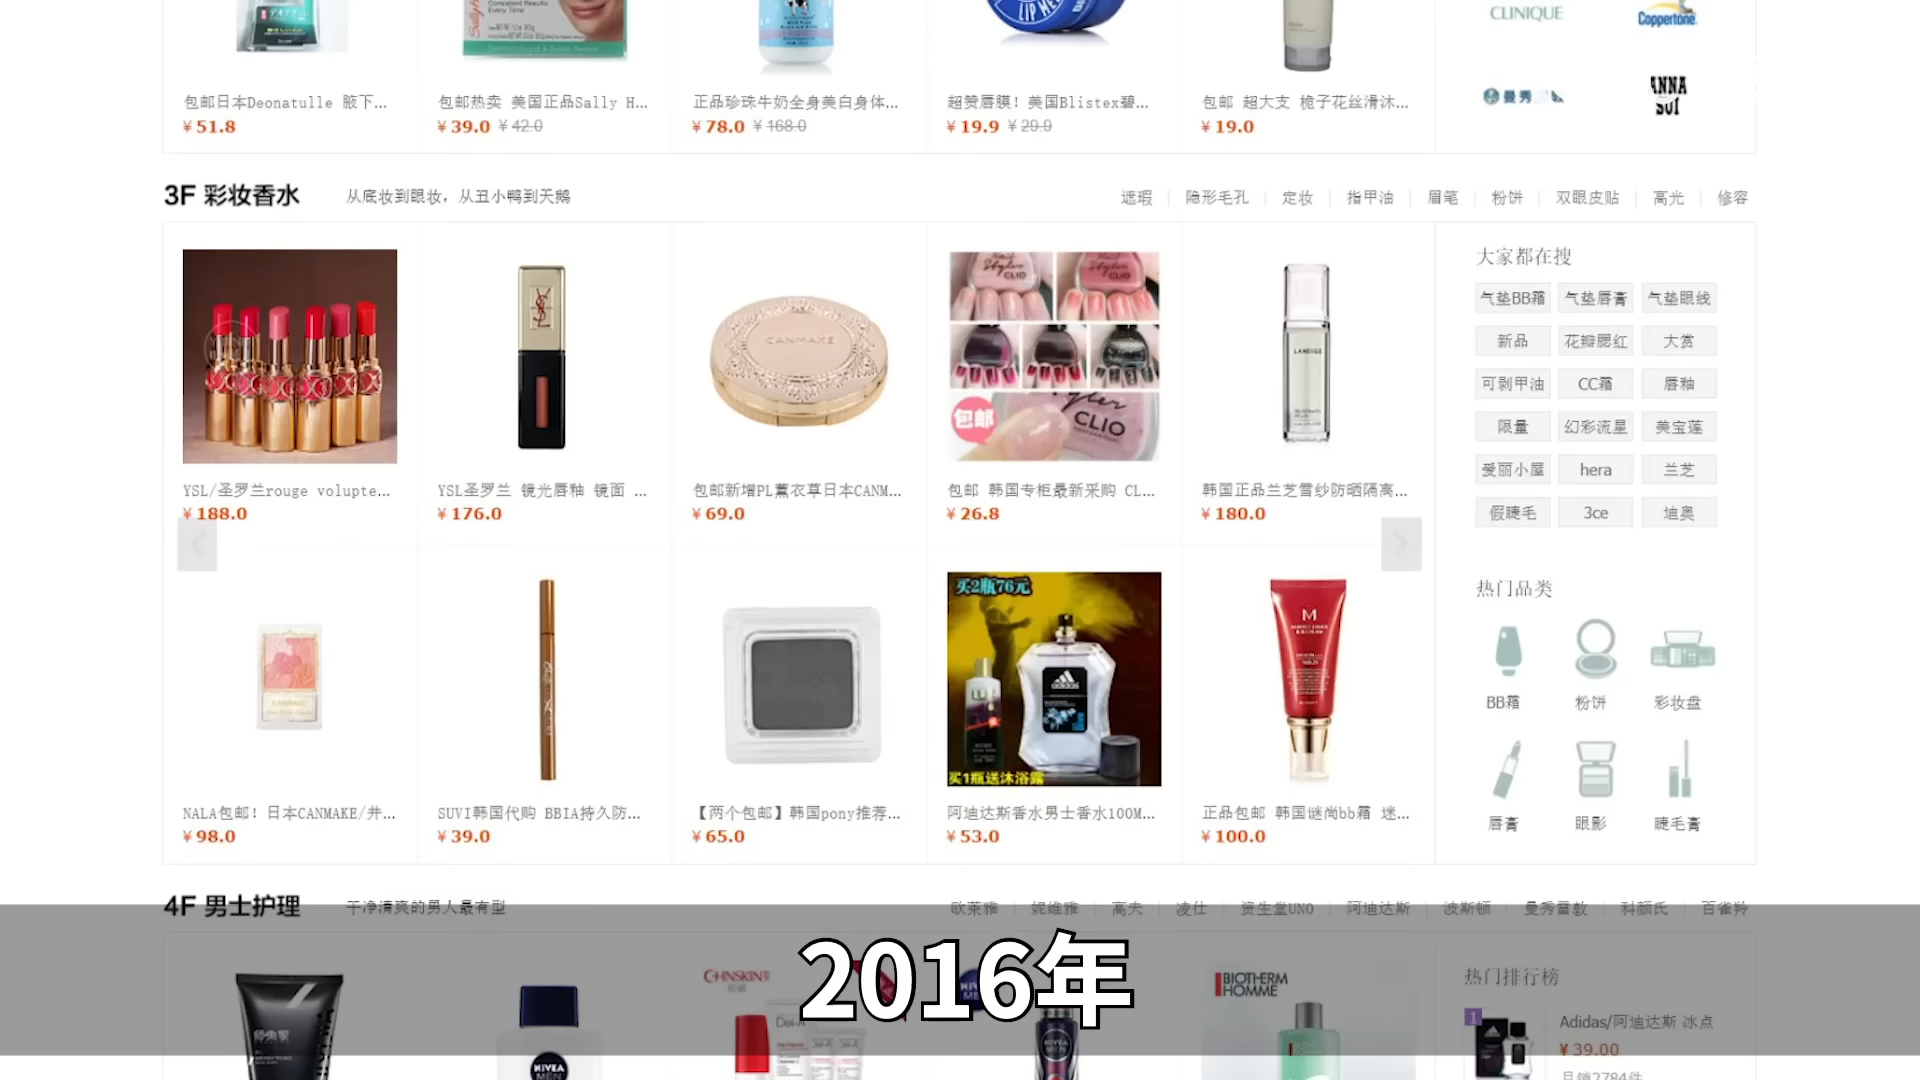 CLINIQUE
Coppertone
曼秀
ANNA SUI
包邮日本Deonatulle 腋下...
¥51.8
包邮热卖 美国正品Sally H...
¥39.0 ¥42.0
正品珍珠牛奶全身美白身体...
¥78.0 ¥168.0
超赞唇膜！美国Blistex碧...
¥19.9 ¥29.9
包邮 超大支 桅子花丝滑沐...
¥19.0
3F 彩妆香水
从底妆到眼妆，从丑小鸭到天鹅
遮瑕 | 隐形毛孔 | 定妆 | 指甲油 | 眉笔 | 粉饼 | 双眼皮贴 | 高光 | 修容
CANMAKE
CLIO
包邮
LANEIGE
YSL/圣罗兰rouge volupte...
¥188.0
YSL圣罗兰 镜光唇釉 镜面 ...
¥176.0
包邮新增PL薰衣草日本CANM...
¥69.0
包邮 韩国专柜最新采购 CL...
¥26.8
韩国正品兰芝雪纱防晒隔离...
¥180.0
大家都在搜
气垫BB霜 气垫唇膏 气垫眼线
新品 花瓣腮红 大赏
可剥甲油 CC霜 唇釉
限量 幻彩流星 美宝莲
爱丽小屋 hera 兰芝
假睫毛 3ce 迪奥
买2瓶76元
adidas
买1瓶送沐浴露
NALA包邮！日本CANMAKE/井...
¥98.0
SUVI韩国代购 BBIA持久防...
¥39.0
【两个包邮】韩国pony推荐...
¥65.0
阿迪达斯香水男士香水100M...
¥53.0
正品包邮 韩国谜尚bb霜 迷...
¥100.0
热门品类
BB霜 粉饼 彩妆盘
唇膏 眼影 睫毛膏
4F 男士护理
干净清爽的男人最有型
欧莱雅 | 妮维雅 | 高夫 | 凌仕 | 资生堂UNO | 阿迪达斯 | 波斯顿 | 曼秀雷敦 | 科颜氏 | 百雀羚
2016年
NIVEA
MEN
BIOTHERM
HOMME
热门排行榜
1
Adidas/阿迪达斯 冰点
¥39.00
月销2784件